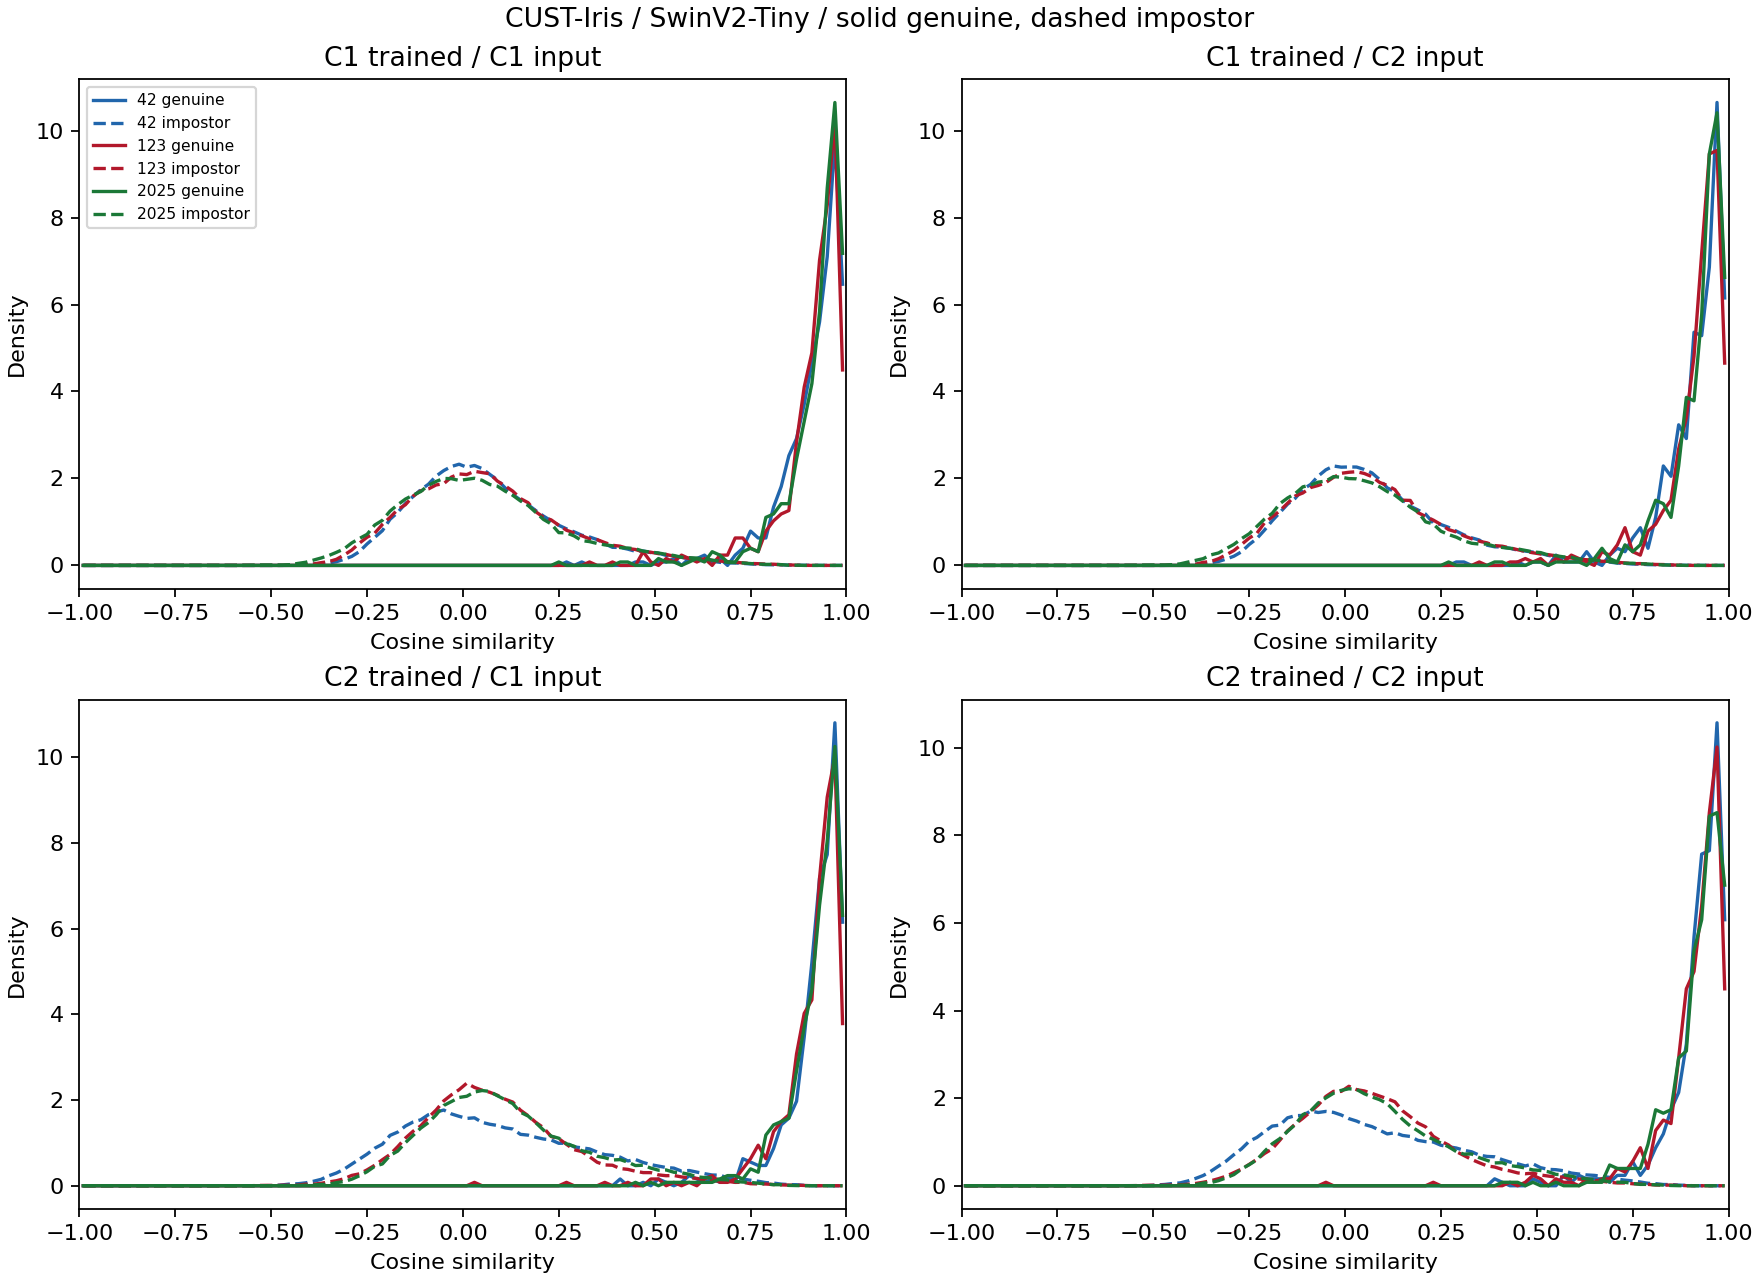 CUST-Iris / SwinV2-Tiny / solid genuine, dashed impostor
C1 trained / C1 input
42 genuine
42 impostor
123 genuine
123 impostor
2025 genuine
2025 impostor
Density
10
8
6
4
2
0
−1.00 −0.75 −0.50 −0.25 0.00 0.25 0.50 0.75 1.00
Cosine similarity
C1 trained / C2 input
Density
10
8
6
4
2
0
−1.00 −0.75 −0.50 −0.25 0.00 0.25 0.50 0.75 1.00
Cosine similarity
C2 trained / C1 input
Density
10
8
6
4
2
0
−1.00 −0.75 −0.50 −0.25 0.00 0.25 0.50 0.75 1.00
Cosine similarity
C2 trained / C2 input
Density
10
8
6
4
2
0
−1.00 −0.75 −0.50 −0.25 0.00 0.25 0.50 0.75 1.00
Cosine similarity